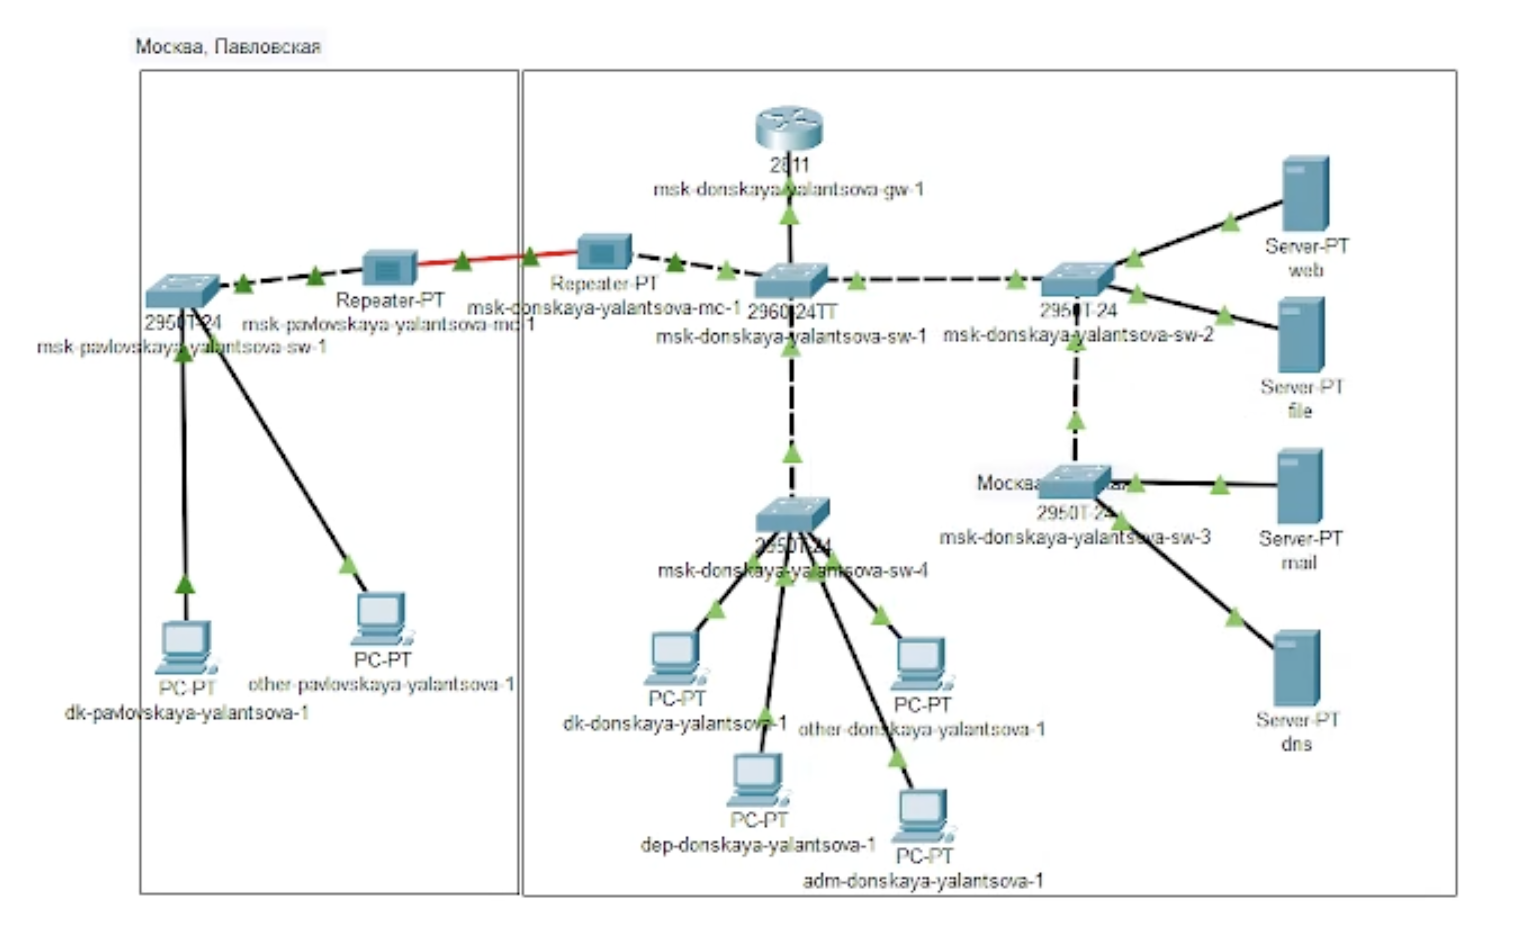 Москва, Павловская
2811
msk-donskaya-yalantsova-gw-1
Server-PT
web
Repeater-PT
msk-pavlovskaya-yalantsova-mc-1
Repeater-PT
msk-donskaya-yalantsova-mc-1
2950T-24
msk-pavlovskaya-yalantsova-sw-1
2960-24TT
msk-donskaya-yalantsova-sw-1
2950T-24
msk-donskaya-yalantsova-sw-2
Server-PT
file
Москва
2950T-24
msk-donskaya-yalantsova-sw-3
Server-PT
mail
2950T-24
msk-donskaya-yalantsova-sw-4
PC-PT
dk-pavlovskaya-yalantsova-1
PC-PT
other-pavlovskaya-yalantsova-1
PC-PT
dk-donskaya-yalantsova-1
PC-PT
other-donskaya-yalantsova-1
Server-PT
dns
PC-PT
dep-donskaya-yalantsova-1
PC-PT
adm-donskaya-yalantsova-1